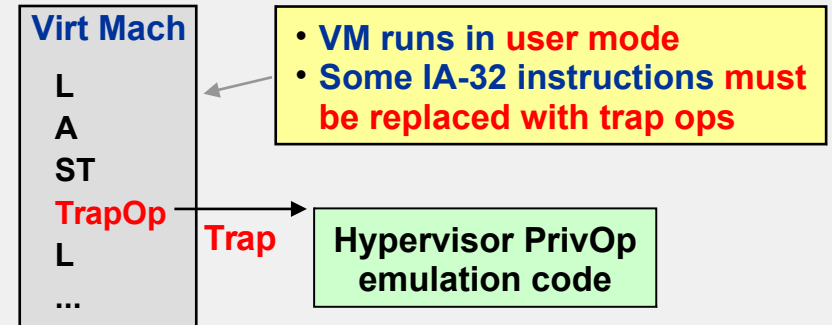 Virt Mach
L
A
ST
TrapOp
L
...
• VM runs in user mode
• Some IA-32 instructions must
be replaced with trap ops
Trap
Hypervisor PrivOp
emulation code